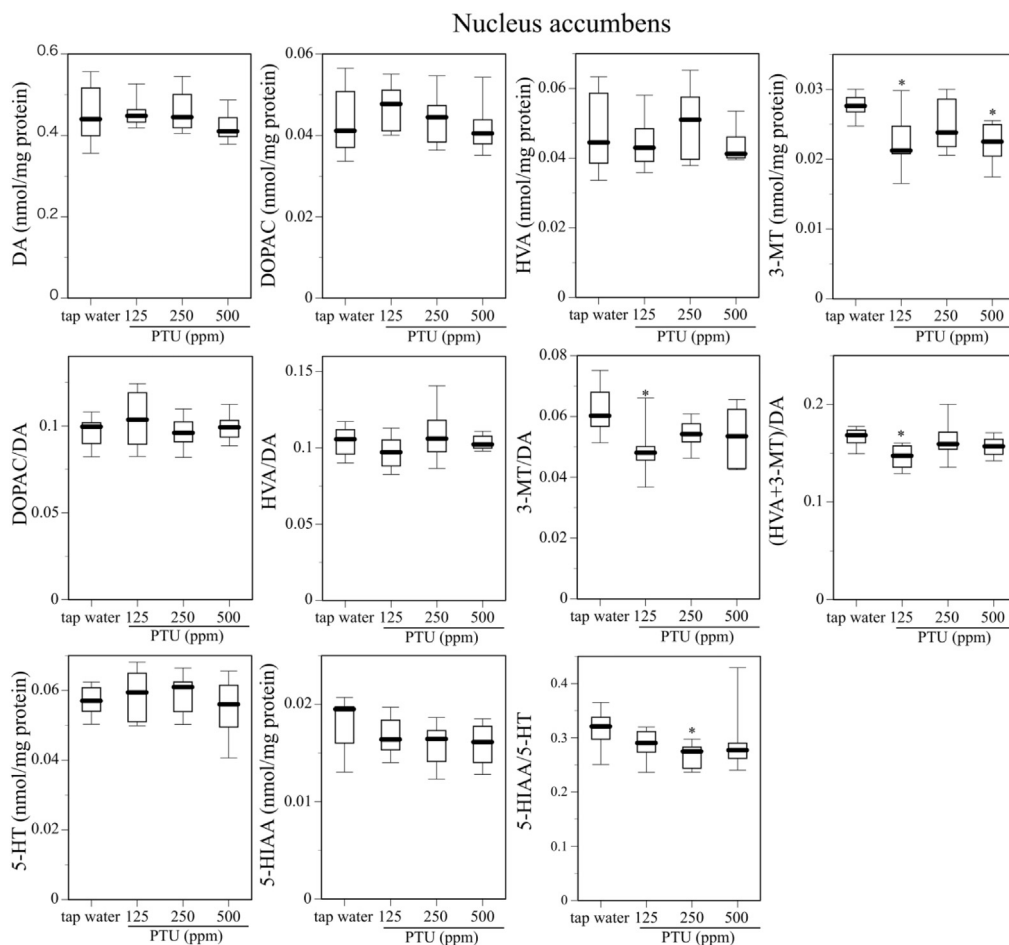 Nucleus accumbens
DA (nmol/mg protein)
0.6
0.4
0.2
0
tap water 125 250 500
PTU (ppm)
DOPAC (nmol/mg protein)
0.06
0.04
0.02
0
tap water 125 250 500
PTU (ppm)
HVA (nmol/mg protein)
0.06
0.04
0.02
0
tap water 125 250 500
PTU (ppm)
3-MT (nmol/mg protein)
0.03
0.02
0.01
0
* *
tap water 125 250 500
PTU (ppm)
DOPAC/DA
0.1
0.05
0
tap water 125 250 500
PTU (ppm)
HVA/DA
0.15
0.1
0.05
0
tap water 125 250 500
PTU (ppm)
3-MT/DA
0.08
0.06
0.04
0.02
0
*
tap water 125 250 500
PTU (ppm)
(HVA+3-MT)/DA
0.2
0.1
0
*
tap water 125 250 500
PTU (ppm)
5-HT (nmol/mg protein)
0.06
0.04
0.02
0
tap water 125 250 500
PTU (ppm)
5-HIAA (nmol/mg protein)
0.02
0.01
0
tap water 125 250 500
PTU (ppm)
5-HIAA/5-HT
0.4
0.3
0.2
0.1
0
*
tap water 125 250 500
PTU (ppm)